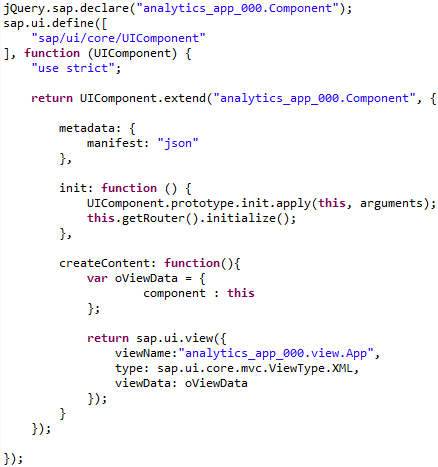 jQuery.sap.declare("analytics_app_000.Component");
sap.ui.define([
    "sap/ui/core/UIComponent"
], function (UIComponent) {
    "use strict";

    return UIComponent.extend("analytics_app_000.Component", {

        metadata: {
            manifest: "json"
        },

        init: function () {
            UIComponent.prototype.init.apply(this, arguments);
            this.getRouter().initialize();
        },

        createContent: function(){
            var oViewData = {
                    component : this
            };

            return sap.ui.view({
                viewName:"analytics_app_000.view.App",
                type: sap.ui.core.mvc.ViewType.XML,
                viewData: oViewData
            });
        }
    });

});